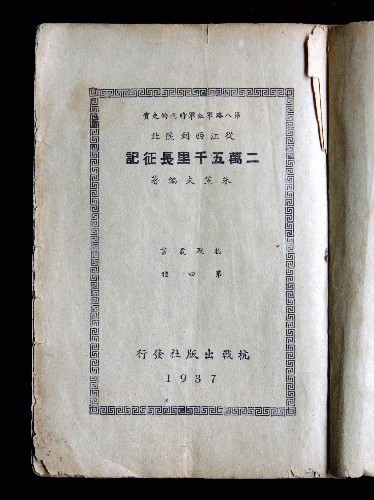 第八路軍紅軍時代的史實
從江西到陝北
二萬五千里長征記
朱笠夫編著
抗戰叢書
第四種
抗戰出版社發行
1937